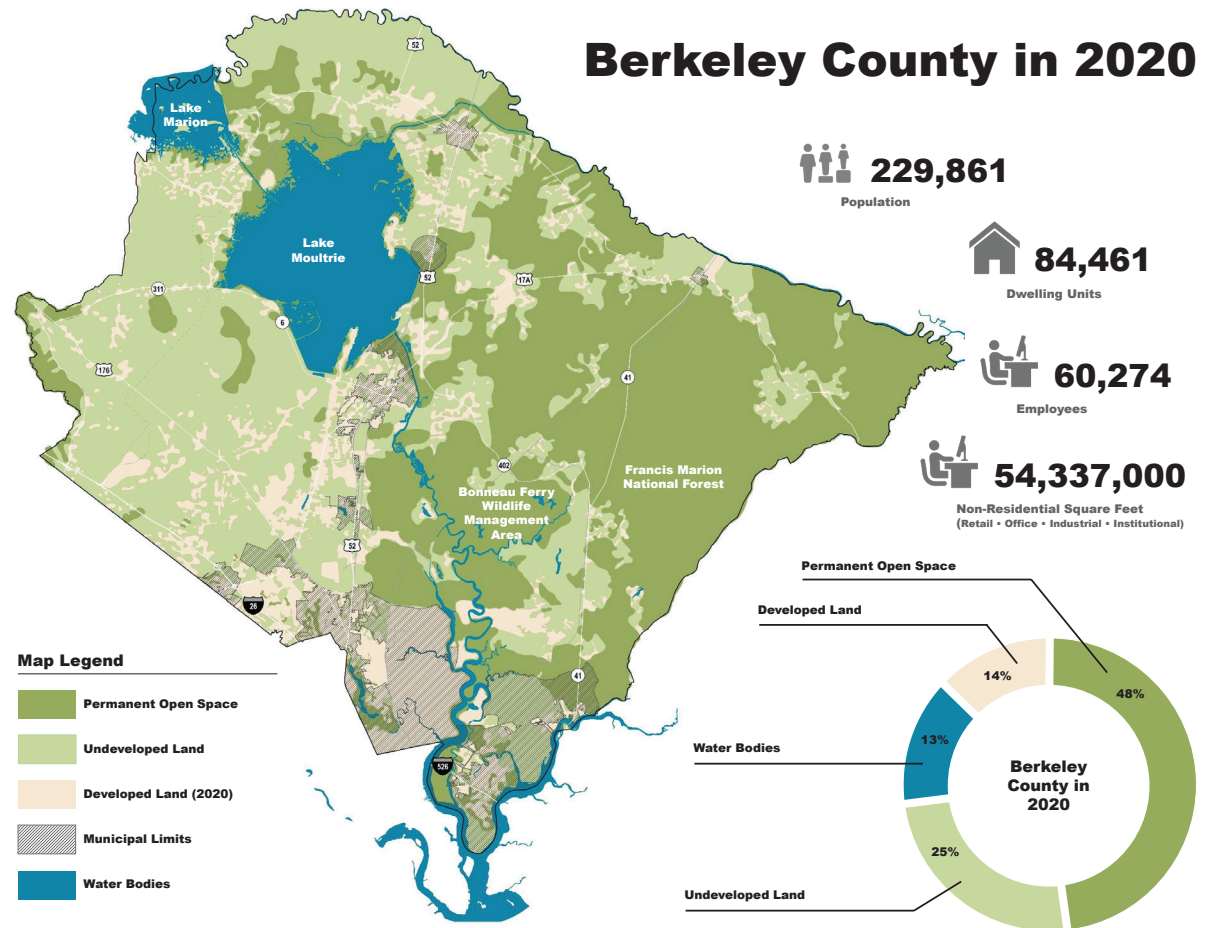 Berkeley County in 2020
229,861
Population
84,461
Dwelling Units
60,274
Employees
54,337,000
Non-Residential Square Feet
(Retail • Office • Industrial • Institutional)
52
Lake
Marion
Lake
Moultrie
52
17A
311
6
176
41
402
Francis Marion
National Forest
Bonneau Ferry
Wildlife
Management
Area
52
26
41
526
Map Legend
Permanent Open Space
Undeveloped Land
Developed Land (2020)
Municipal Limits
Water Bodies
Permanent Open Space
Developed Land
Water Bodies
Undeveloped Land
14%
48%
13%
25%
Berkeley
County in
2020